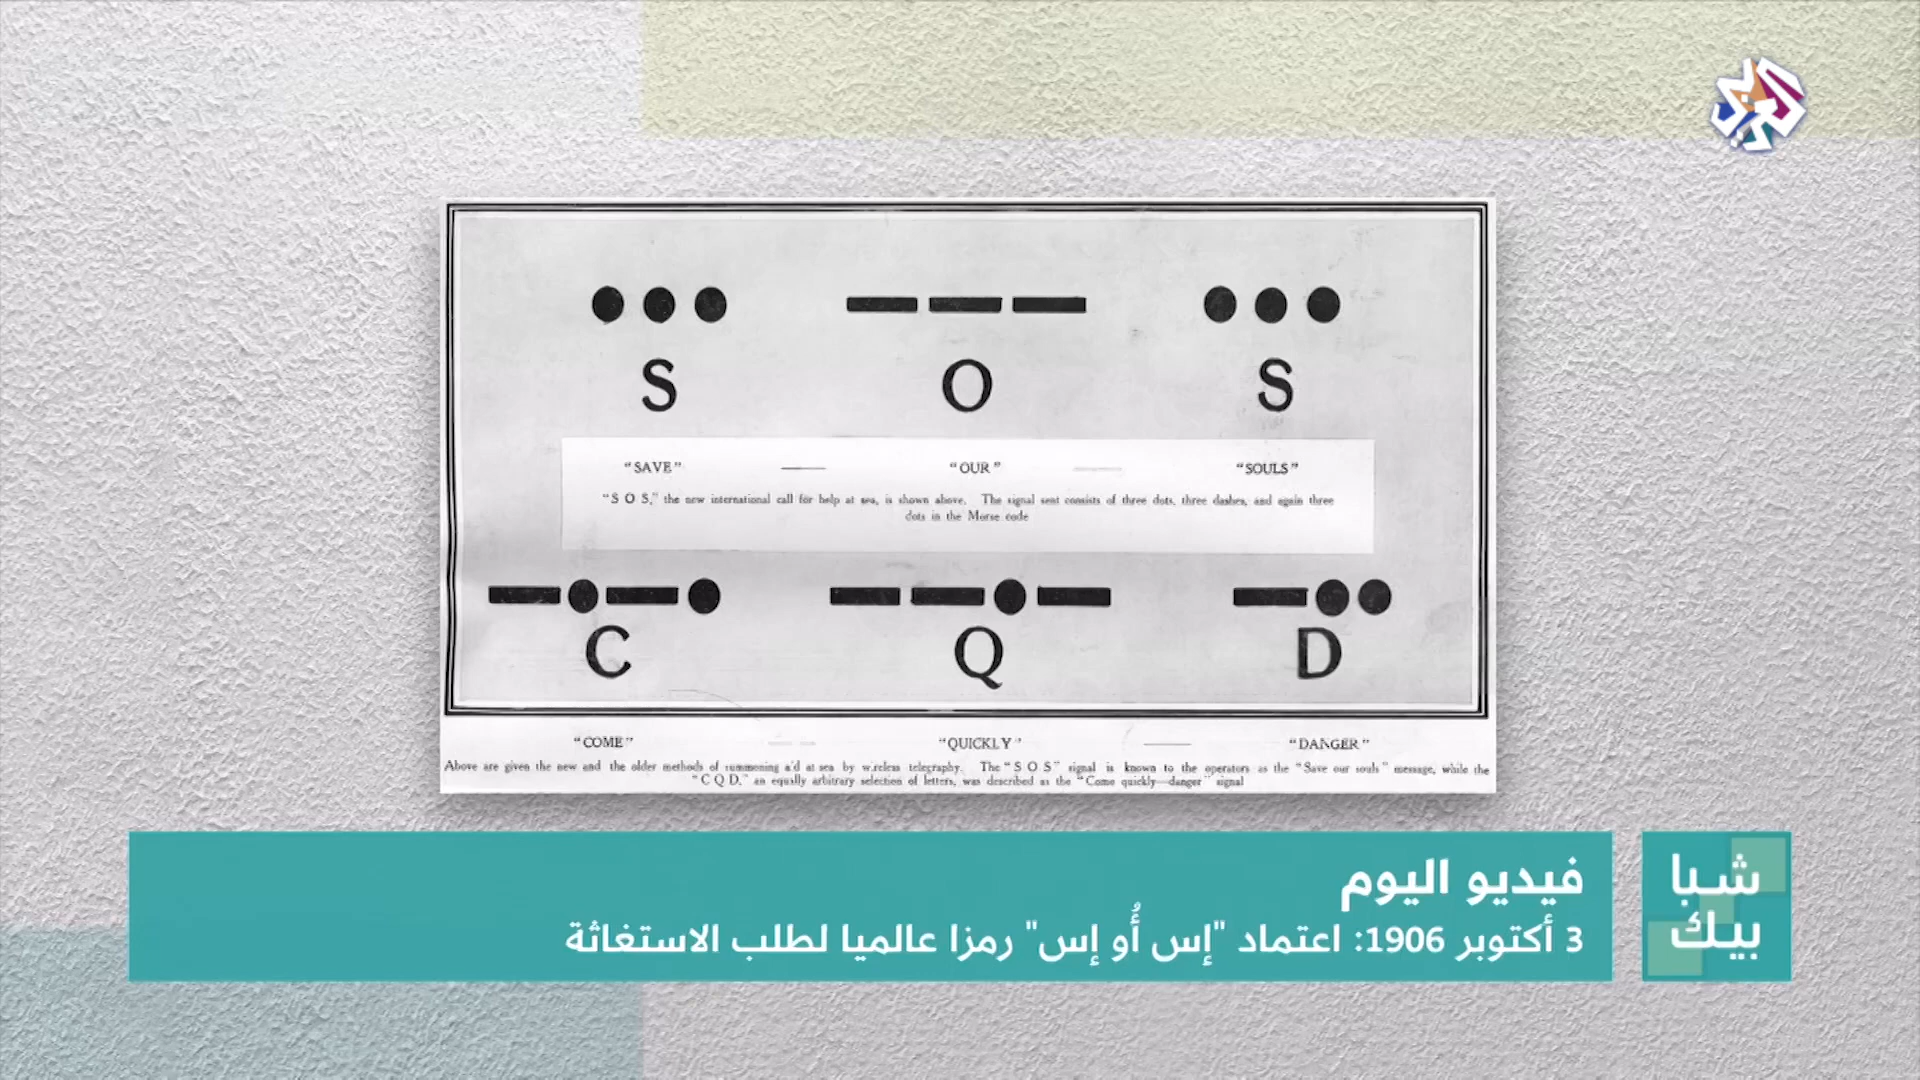 S O S
"SAVE" — "OUR" — "SOULS"
"S O S," the new international call for help at sea, is shown above. The signal sent consists of three dots, three dashes, and again three
dots in the Morse code
C Q D
"COME" — "QUICKLY" — "DANGER"
Above are given the new and the older methods of summoning a'd at sea by w.reless telegraphy. The "S O S" signal is known to the operators as the "Save our souls" message, while the
"C Q D," an equally arbitrary selection of letters, was described as the "Come quickly—danger" signal
فيديو اليوم
3 أكتوبر 1906: اعتماد "إس أُو إس" رمزا عالميا لطلب الاستغاثة
شبا
بيك